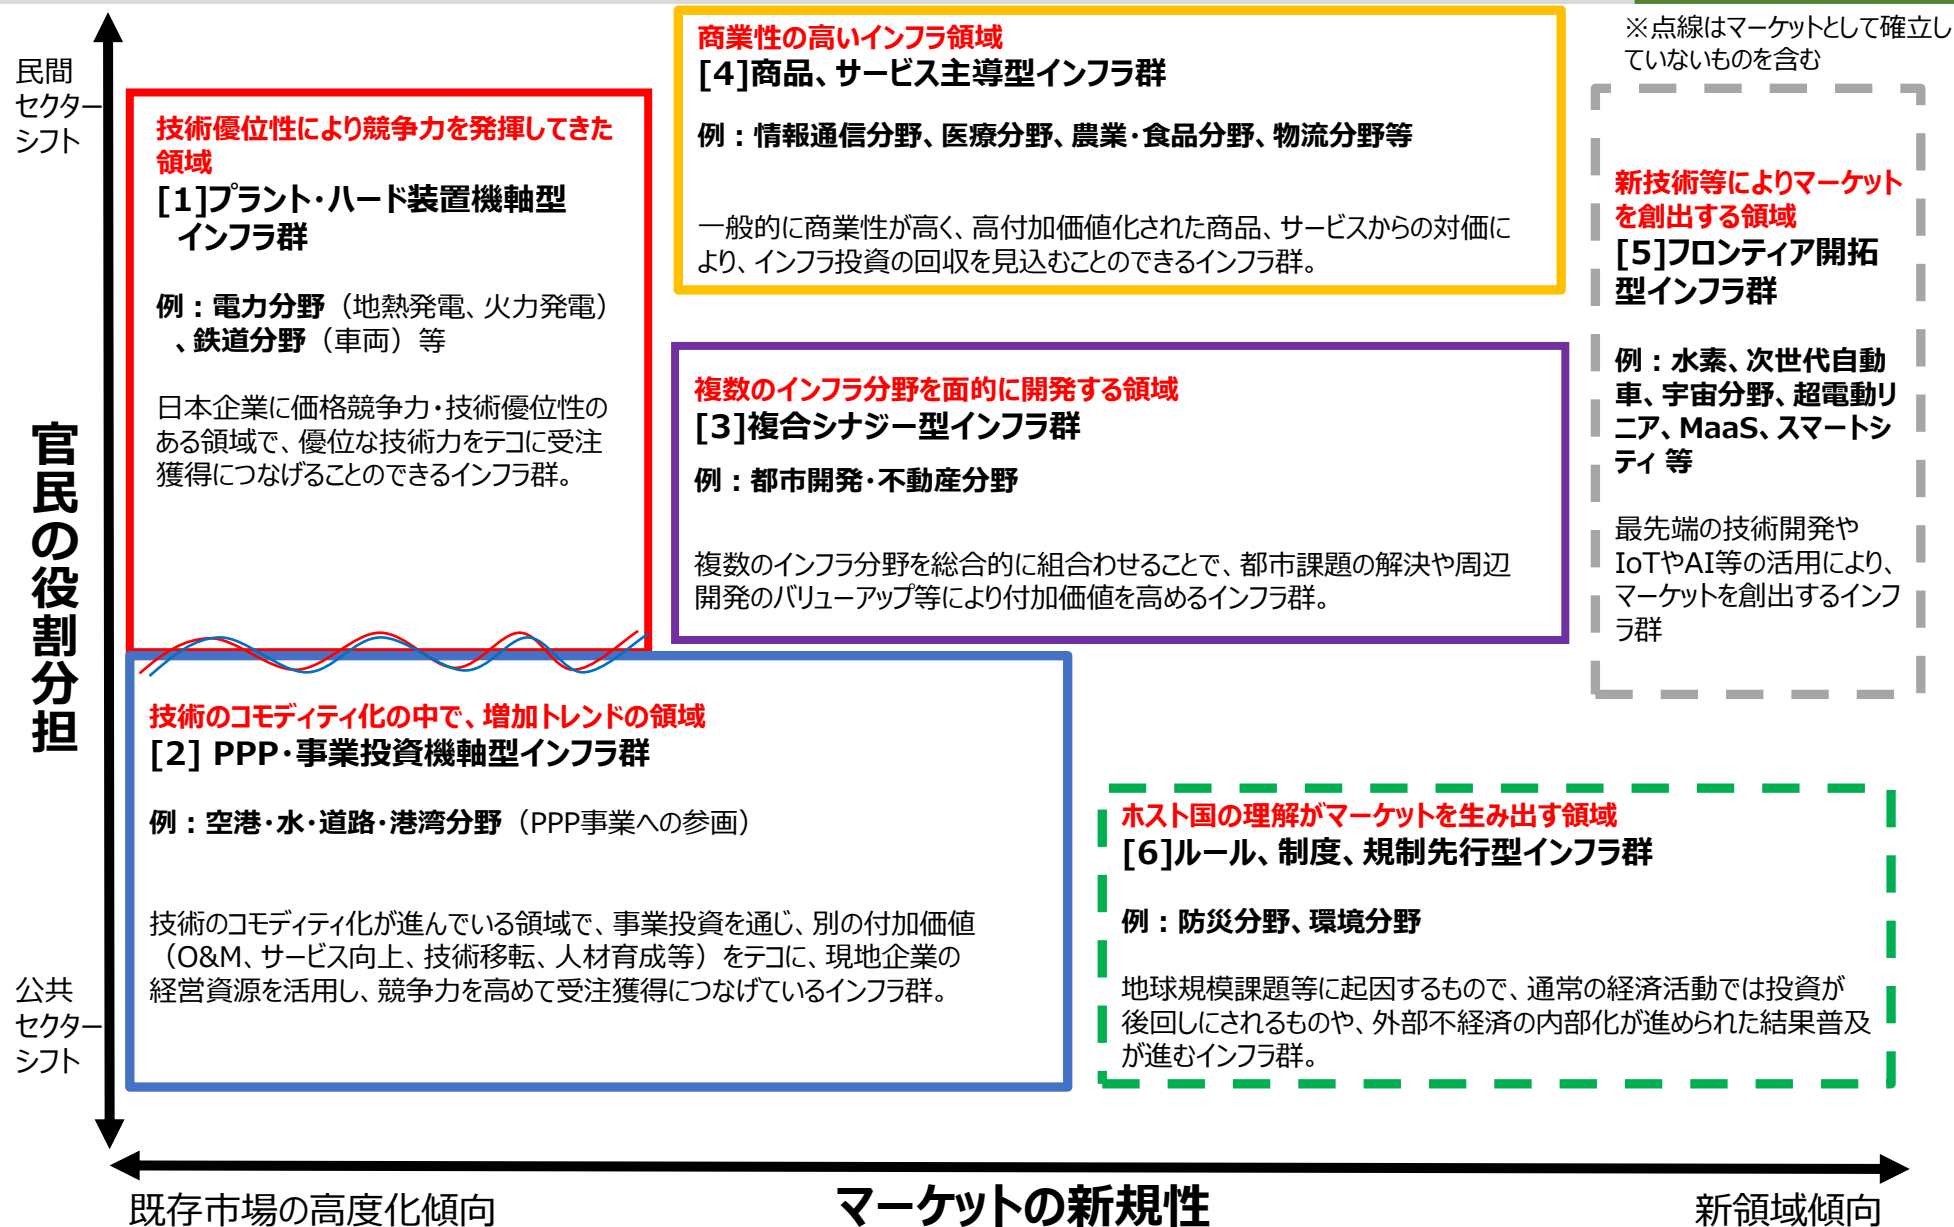 ※点線はマーケットとして確立し
ていないものを含む
民間
セクター
シフト
官民の役割分担
公共
セクター
シフト
技術優位性により競争力を発揮してきた
領域
[1]プラント・ハード装置機軸型
インフラ群
例：電力分野（地熱発電、火力発電）
、鉄道分野（車両）等
日本企業に価格競争力・技術優位性の
ある領域で、優位な技術力をテコに受注
獲得につなげることのできるインフラ群。
商業性の高いインフラ領域
[4]商品、サービス主導型インフラ群
例：情報通信分野、医療分野、農業・食品分野、物流分野等
一般的に商業性が高く、高付加価値化された商品、サービスからの対価に
より、インフラ投資の回収を見込むことのできるインフラ群。
複数のインフラ分野を面的に開発する領域
[3]複合シナジー型インフラ群
例：都市開発・不動産分野
複数のインフラ分野を総合的に組合わせることで、都市課題の解決や周辺
開発のバリューアップ等により付加価値を高めるインフラ群。
新技術等によりマーケット
を創出する領域
[5]フロンティア開拓
型インフラ群
例：水素、次世代自動
車、宇宙分野、超電動リ
ニア、MaaS、スマートシ
ティ 等
最先端の技術開発や
IoTやAI等の活用により、
マーケットを創出するインフ
ラ群
技術のコモディティ化の中で、増加トレンドの領域
[2] PPP・事業投資機軸型インフラ群
例：空港・水・道路・港湾分野（PPP事業への参画）
技術のコモディティ化が進んでいる領域で、事業投資を通じ、別の付加価値
（O&M、サービス向上、技術移転、人材育成等）をテコに、現地企業の
経営資源を活用し、競争力を高めて受注獲得につなげているインフラ群。
ホスト国の理解がマーケットを生み出す領域
[6]ルール、制度、規制先行型インフラ群
例：防災分野、環境分野
地球規模課題等に起因するもので、通常の経済活動では投資が
後回しにされるものや、外部不経済の内部化が進められた結果普及
が進むインフラ群。
既存市場の高度化傾向
マーケットの新規性
新領域傾向